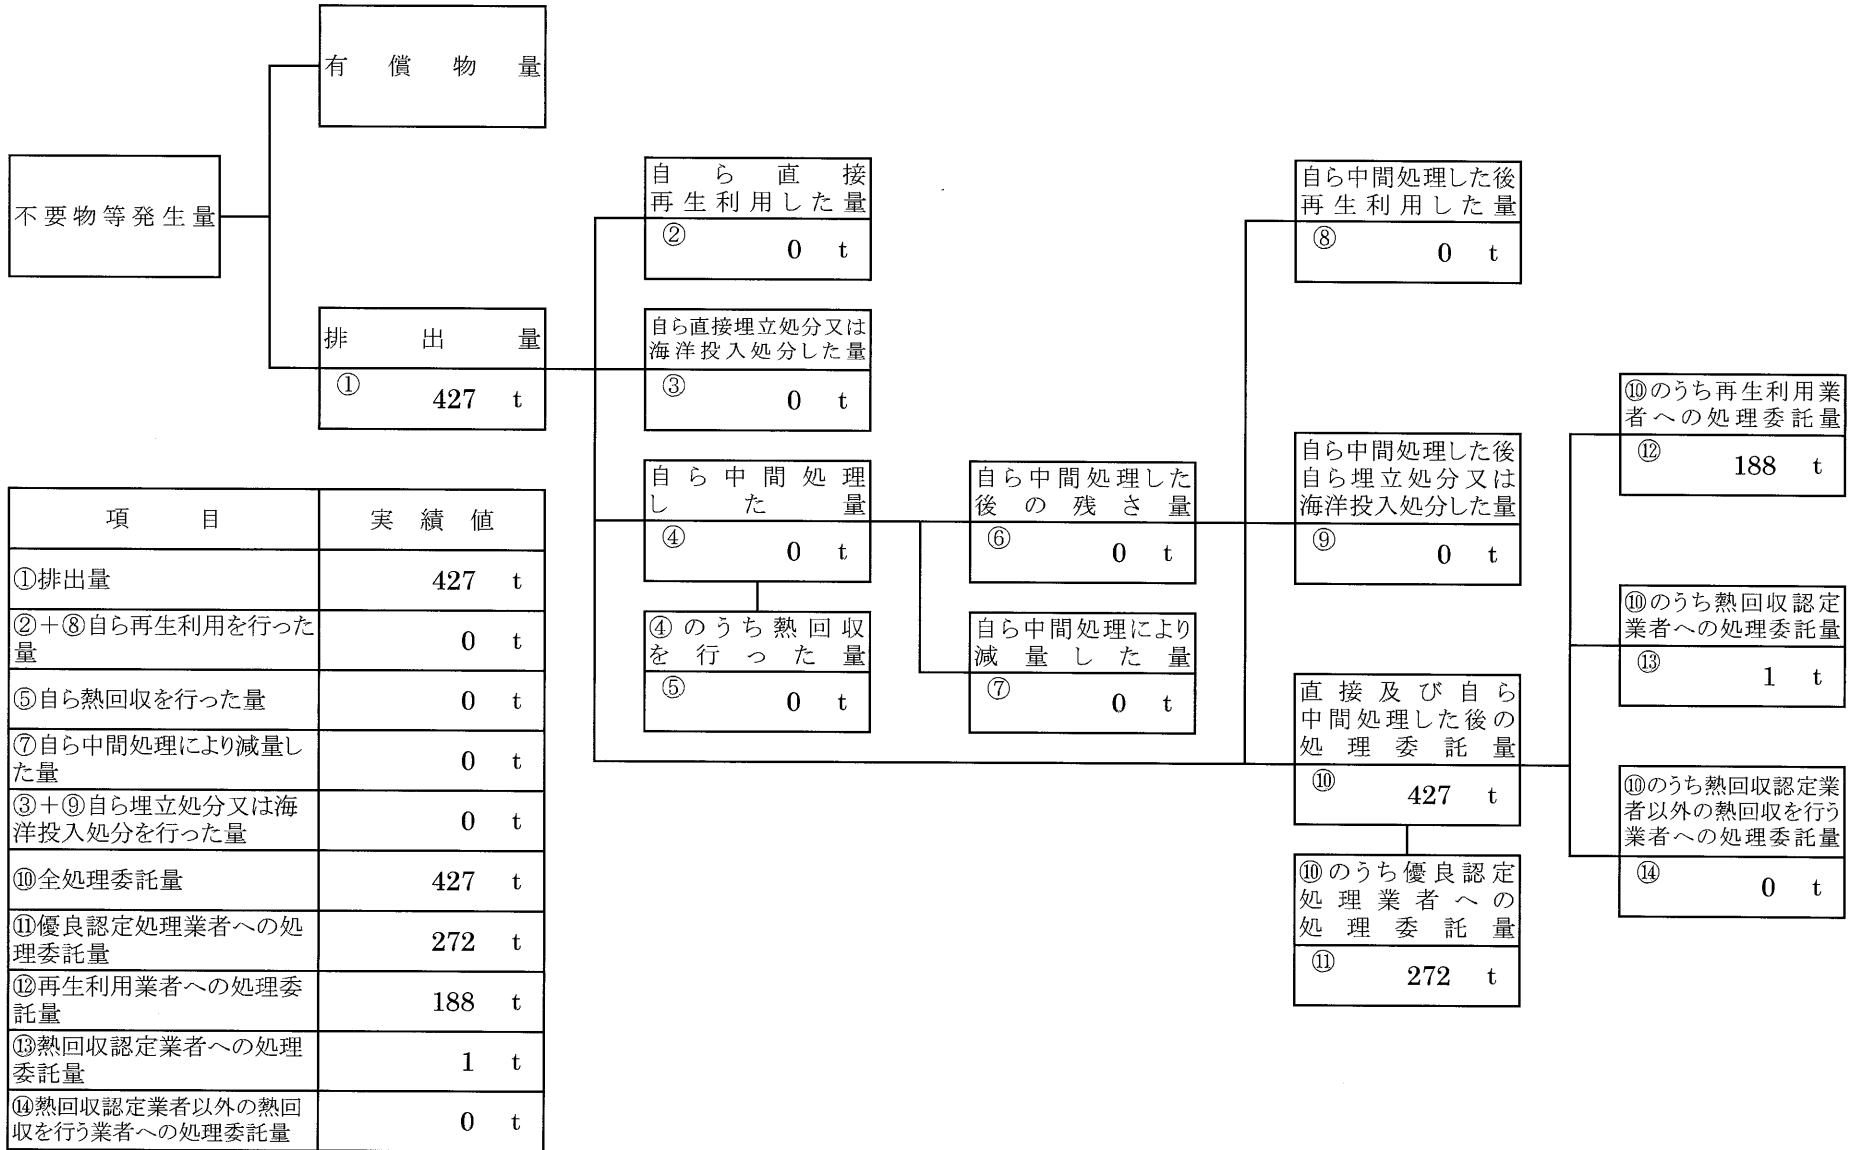 有償物量
不要物等発生量
排出量
① 427 t
自ら直接
再生利用した量
② 0 t
自ら直接埋立処分又は
海洋投入処分した量
③ 0 t
自ら中間処理
した量
④ 0 t
④のうち熱回収
を行った量
⑤ 0 t
自ら中間処理した
後の残さ量
⑥ 0 t
自ら中間処理により
減量した量
⑦ 0 t
自ら中間処理した後
再生利用した量
⑧ 0 t
自ら中間処理した後
自ら埋立処分又は
海洋投入処分した量
⑨ 0 t
直接及び自ら
中間処理した後の
処理委託量
⑩ 427 t
⑩のうち優良認定
処理業者への
処理委託量
⑪ 272 t
⑩のうち再生利用業
者への処理委託量
⑫ 188 t
⑩のうち熱回収認定
業者への処理委託量
⑬ 1 t
⑩のうち熱回収認定業
者以外の熱回収を行う
業者への処理委託量
⑭ 0 t
項目 実績値
①排出量 427 t
②+⑧自ら再生利用を行った
量 0 t
⑤自ら熱回収を行った量 0 t
⑦自ら中間処理により減量し
た量 0 t
③+⑨自ら埋立処分又は海
洋投入処分を行った量 0 t
⑩全処理委託量 427 t
⑪優良認定処理業者への処
理委託量 272 t
⑫再生利用業者への処理委
託量 188 t
⑬熱回収認定業者への処理
委託量 1 t
⑭熱回収認定業者以外の熱回
収を行う業者への処理委託量 0 t